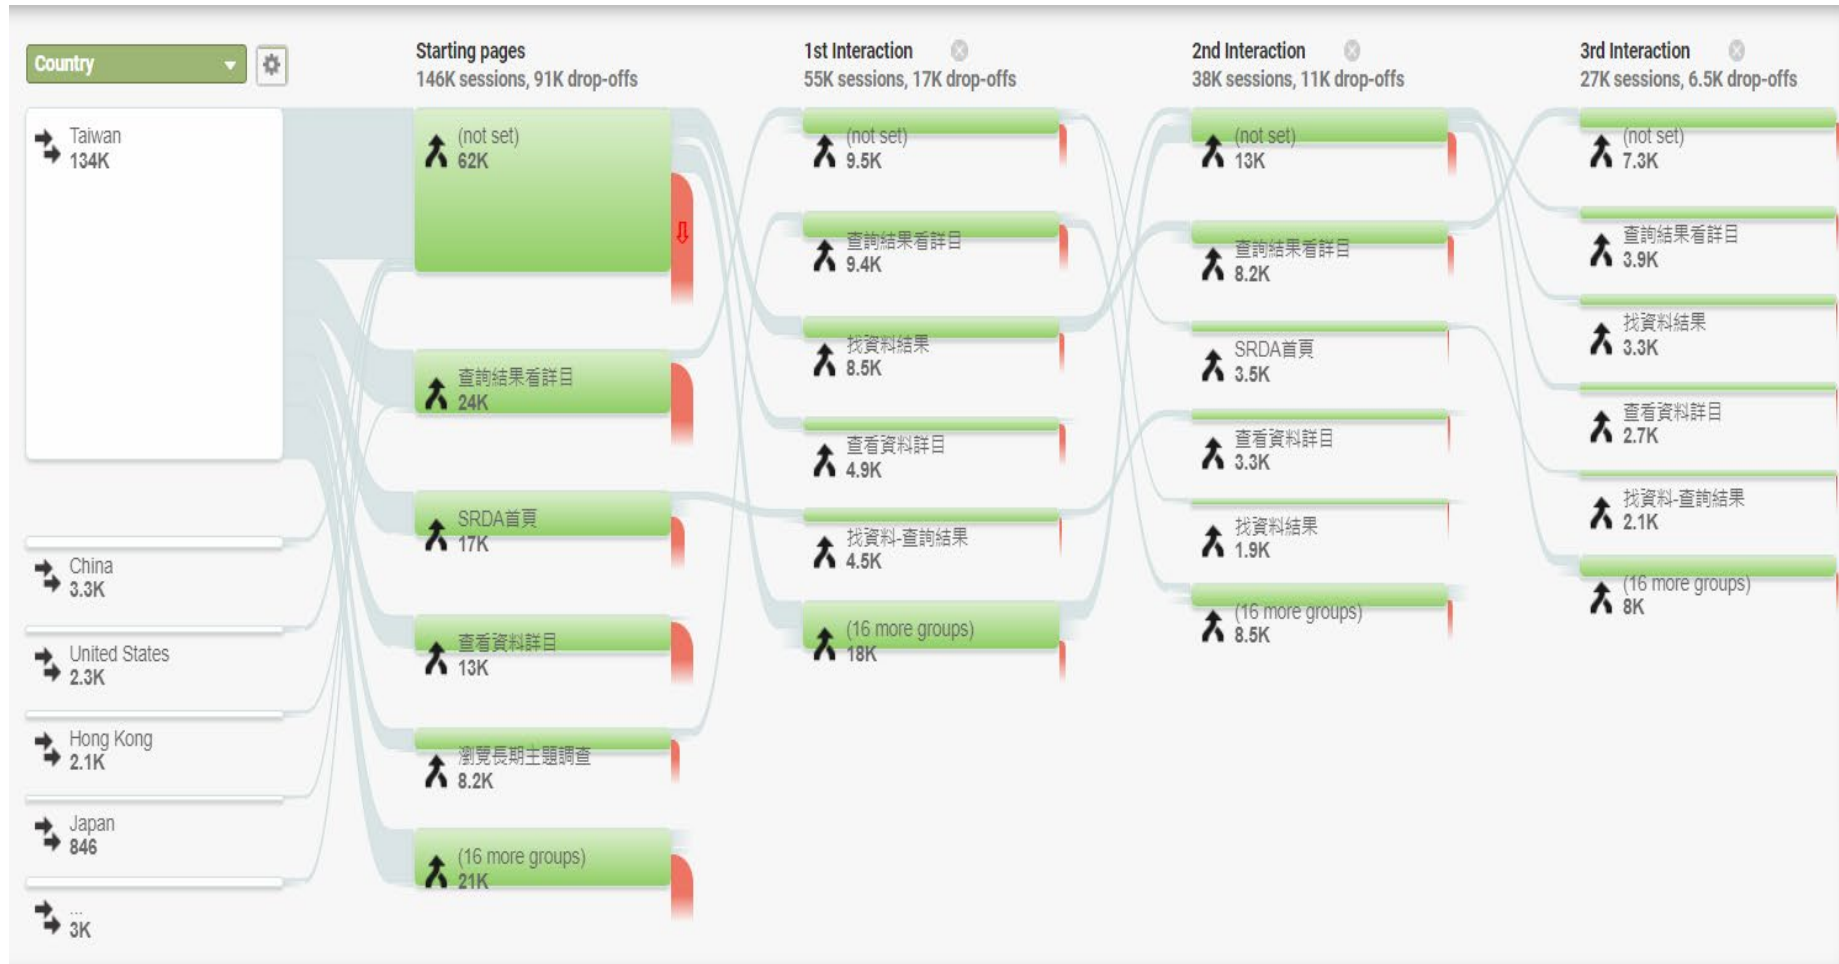 Country
Taiwan
134K
China
3.3K
United States
2.3K
Hong Kong
2.1K
Japan
846
...
3K
Starting pages
146K sessions, 91K drop-offs
(not set)
62K
查詢結果看詳目
24K
SRDA首頁
17K
查看資料詳目
13K
瀏覽長期主題調查
8.2K
(16 more groups)
21K
1st Interaction
55K sessions, 17K drop-offs
(not set)
9.5K
查詢結果看詳目
9.4K
找資料結果
8.5K
查看資料詳目
4.9K
找資料-查詢結果
4.5K
(16 more groups)
18K
2nd Interaction
38K sessions, 11K drop-offs
(not set)
13K
查詢結果看詳目
8.2K
SRDA首頁
3.5K
查看資料詳目
3.3K
找資料結果
1.9K
(16 more groups)
8.5K
3rd Interaction
27K sessions, 6.5K drop-offs
(not set)
7.3K
查詢結果看詳目
3.9K
找資料結果
3.3K
查看資料詳目
2.7K
找資料-查詢結果
2.1K
(16 more groups)
8K